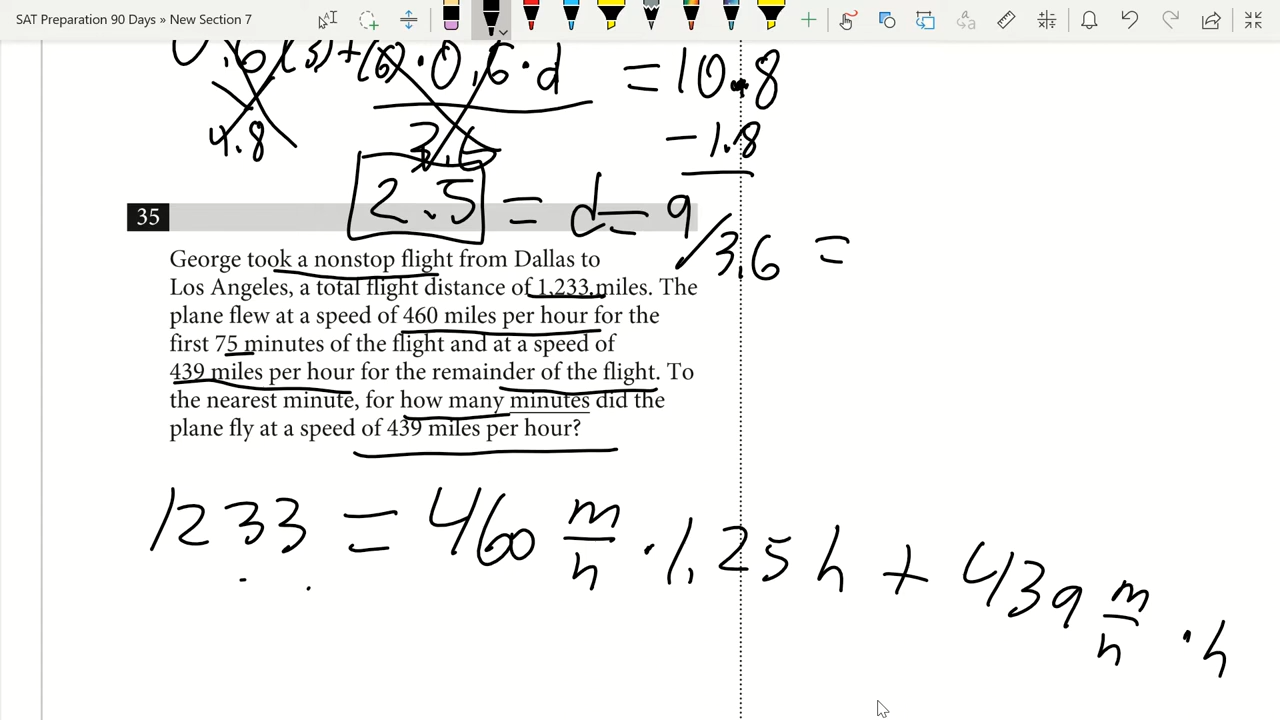 SAT Preparation 90 Days » New Section 7
0,6(3)+(6)·0,6·d = 10.8
4.8 3,6 - 1.8
2.5 = d = 9/3,6 =
35
George took a nonstop flight from Dallas to
Los Angeles, a total flight distance of 1,233 miles. The
plane flew at a speed of 460 miles per hour for the
first 75 minutes of the flight and at a speed of
439 miles per hour for the remainder of the flight. To
the nearest minute, for how many minutes did the
plane fly at a speed of 439 miles per hour?
1233 = 460 m/h · 1,25 h + 439 m/h · h